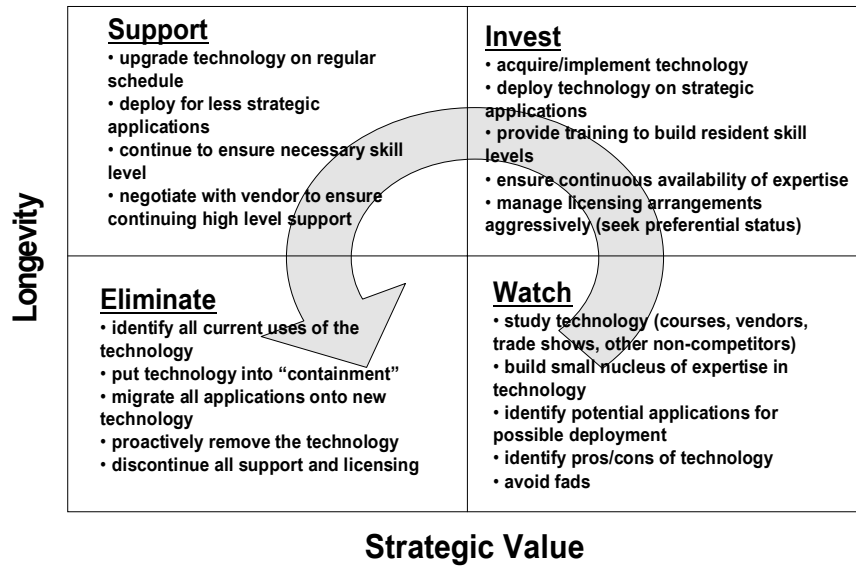 Support
• upgrade technology on regular
schedule
• deploy for less strategic
applications
• continue to ensure necessary skill
level
• negotiate with vendor to ensure
continuing high level support
Invest
• acquire/implement technology
• deploy technology on strategic
applications
• provide training to build resident skill
levels
• ensure continuous availability of expertise
• manage licensing arrangements
aggressively (seek preferential status)
Longevity
Eliminate
• identify all current uses of the
technology
• put technology into “containment”
• migrate all applications onto new
technology
• proactively remove the technology
• discontinue all support and licensing
Watch
• study technology (courses, vendors,
trade shows, other non-competitors)
• build small nucleus of expertise in
technology
• identify potential applications for
possible deployment
• identify pros/cons of technology
• avoid fads
Strategic Value